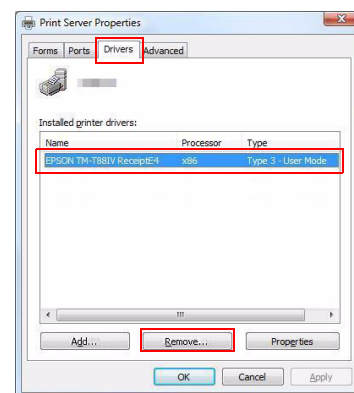 Print Server Properties
Forms Ports Drivers Advanced
Installed printer drivers:
Name Processor Type
EPSON TM-T88IV ReceiptE4 x86 Type 3 - User Mode
Add... Remove... Properties
OK Cancel Apply